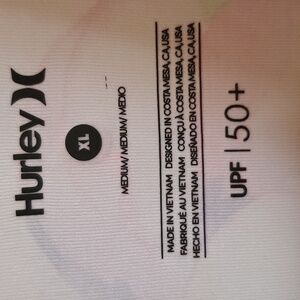 Hurley
XL
MEDIUM/ MEDIUM/ MEDIO
MADE IN VIETNAM DESIGNED IN COSTA MESA, CA, USA
FABRIQUÉ AU VIETNAM CONÇU À COSTA MESA, CA, USA
HECHO EN VIETNAM DISEÑADO EN COSTA MESA, CA, USA
UPF | 50+